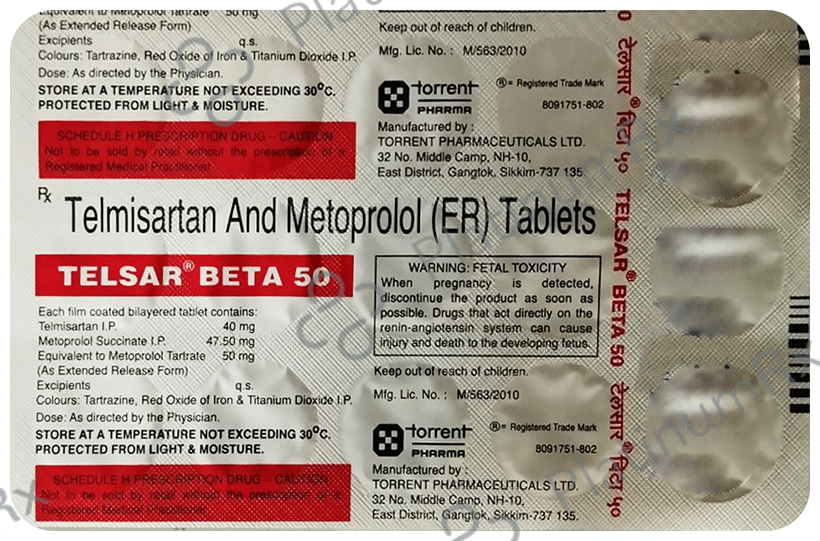 Equivalent to Metoprolol Tartrate 50 mg
(As Extended Release Form)
Excipients q.s.
Colours: Tartrazine, Red Oxide of Iron & Titanium Dioxide I.P.
Dose: As directed by the Physician.
STORE AT A TEMPERATURE NOT EXCEEDING 30°C.
PROTECTED FROM LIGHT & MOISTURE.
SCHEDULE H PRESCRIPTION DRUG – CAUTION
Not to be sold by retail without the prescription of a
Registered Medical Practitioner.
Keep out of reach of children.
Mfg. Lic. No. : M/563/2010
torrent
PHARMA
®= Registered Trade Mark
8091751-802
Manufactured by :
TORRENT PHARMACEUTICALS LTD.
32 No. Middle Camp, NH-10,
East District, Gangtok, Sikkim-737 135.
Rx
Telmisartan And Metoprolol (ER) Tablets
TELSAR® BETA 50
Each film coated bilayered tablet contains:
Telmisartan I.P. 40 mg
Metoprolol Succinate I.P. 47.50 mg
Equivalent to Metoprolol Tartrate 50 mg
(As Extended Release Form)
Excipients q.s.
Colours: Tartrazine, Red Oxide of Iron & Titanium Dioxide I.P.
Dose: As directed by the Physician.
STORE AT A TEMPERATURE NOT EXCEEDING 30°C.
PROTECTED FROM LIGHT & MOISTURE.
SCHEDULE H PRESCRIPTION DRUG – CAUTION
Not to be sold by retail without the prescription of a
Registered Medical Practitioner.
WARNING: FETAL TOXICITY
When pregnancy is detected,
discontinue the product as soon as
possible. Drugs that act directly on the
renin-angiotensin system can cause
injury and death to the developing fetus.
Keep out of reach of children.
Mfg. Lic. No. : M/563/2010
torrent
PHARMA
®= Registered Trade Mark
8091751-802
Manufactured by :
TORRENT PHARMACEUTICALS LTD.
32 No. Middle Camp, NH-10,
East District, Gangtok, Sikkim-737 135.
0 टेल्सार® बिटा ५० TELSAR® BETA 50 टेल्सार® बिटा ५०
PlatinumRx
PlatinumRx
PlatinumRx
PlatinumRx